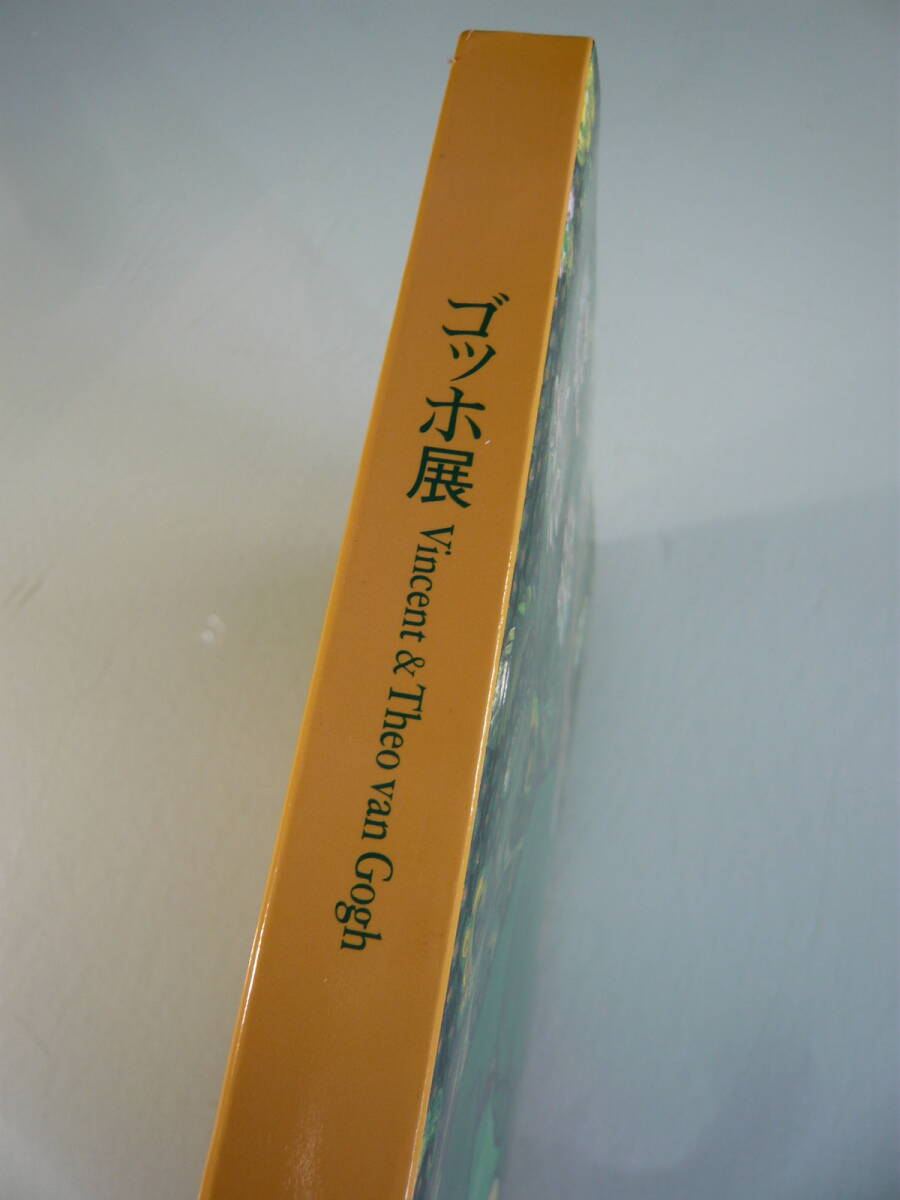 ゴッホ展 Vincent & Theo van Gogh